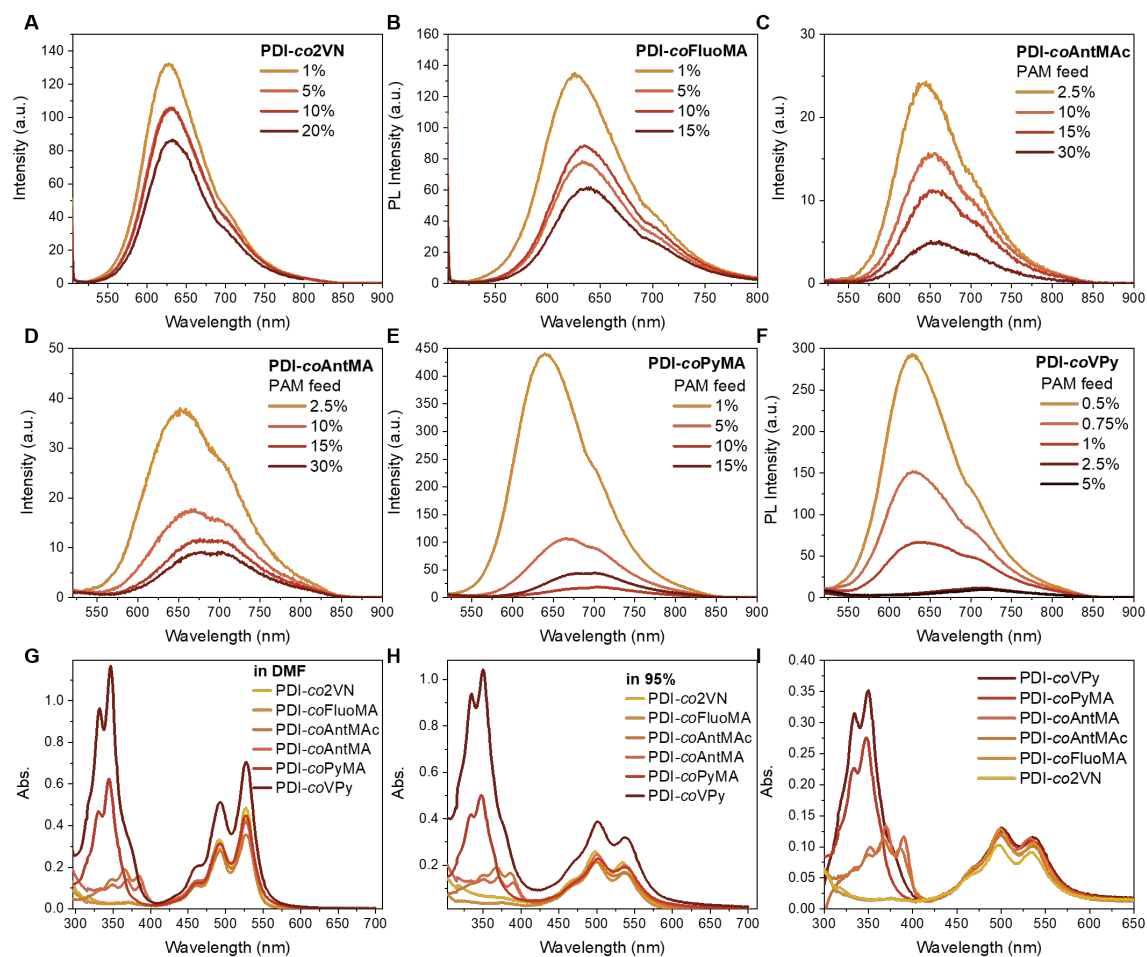 A
PDI-co2VN
1%
5%
10%
20%
140
120
100
80
60
40
20
0
550 600 650 700 750 800 850 900
Intensity (a.u.)
Wavelength (nm)
B
PDI-coFluoMA
1%
5%
10%
15%
160
140
120
100
80
60
40
20
0
550 600 650 700 750 800
PL Intensity (a.u.)
Wavelength (nm)
C
PDI-coAntMAc
PAM feed
2.5%
10%
15%
30%
30
20
10
0
550 600 650 700 750 800 850 900
Intensity (a.u.)
Wavelength (nm)
D
PDI-coAntMA
PAM feed
2.5%
10%
15%
30%
50
40
30
20
10
0
550 600 650 700 750 800 850 900
Intensity (a.u.)
Wavelength (nm)
E
PDI-coPyMA
PAM feed
1%
5%
10%
15%
450
400
350
300
250
200
150
100
50
0
550 600 650 700 750 800 850 900
Intensity (a.u.)
Wavelength (nm)
F
PDI-coVPy
PAM feed
0.5%
0.75%
1%
2.5%
5%
300
250
200
150
100
50
0
550 600 650 700 750 800 850 900
PL Intensity (a.u.)
Wavelength (nm)
G
in DMF
PDI-co2VN
PDI-coFluoMA
PDI-coAntMAc
PDI-coAntMA
PDI-coPyMA
PDI-coVPy
1.0
0.8
0.6
0.4
0.2
0.0
300 350 400 450 500 550 600 650 700
Abs.
Wavelength (nm)
H
in 95%
PDI-co2VN
PDI-coFluoMA
PDI-coAntMAc
PDI-coAntMA
PDI-coPyMA
PDI-coVPy
1.0
0.8
0.6
0.4
0.2
350 400 450 500 550 600 650 700
Abs.
Wavelength (nm)
I
PDI-coVPy
PDI-coPyMA
PDI-coAntMA
PDI-coAntMAc
PDI-coFluoMA
PDI-co2VN
0.40
0.35
0.30
0.25
0.20
0.15
0.10
0.05
0.00
300 350 400 450 500 550 600 650
Abs.
Wavelength (nm)